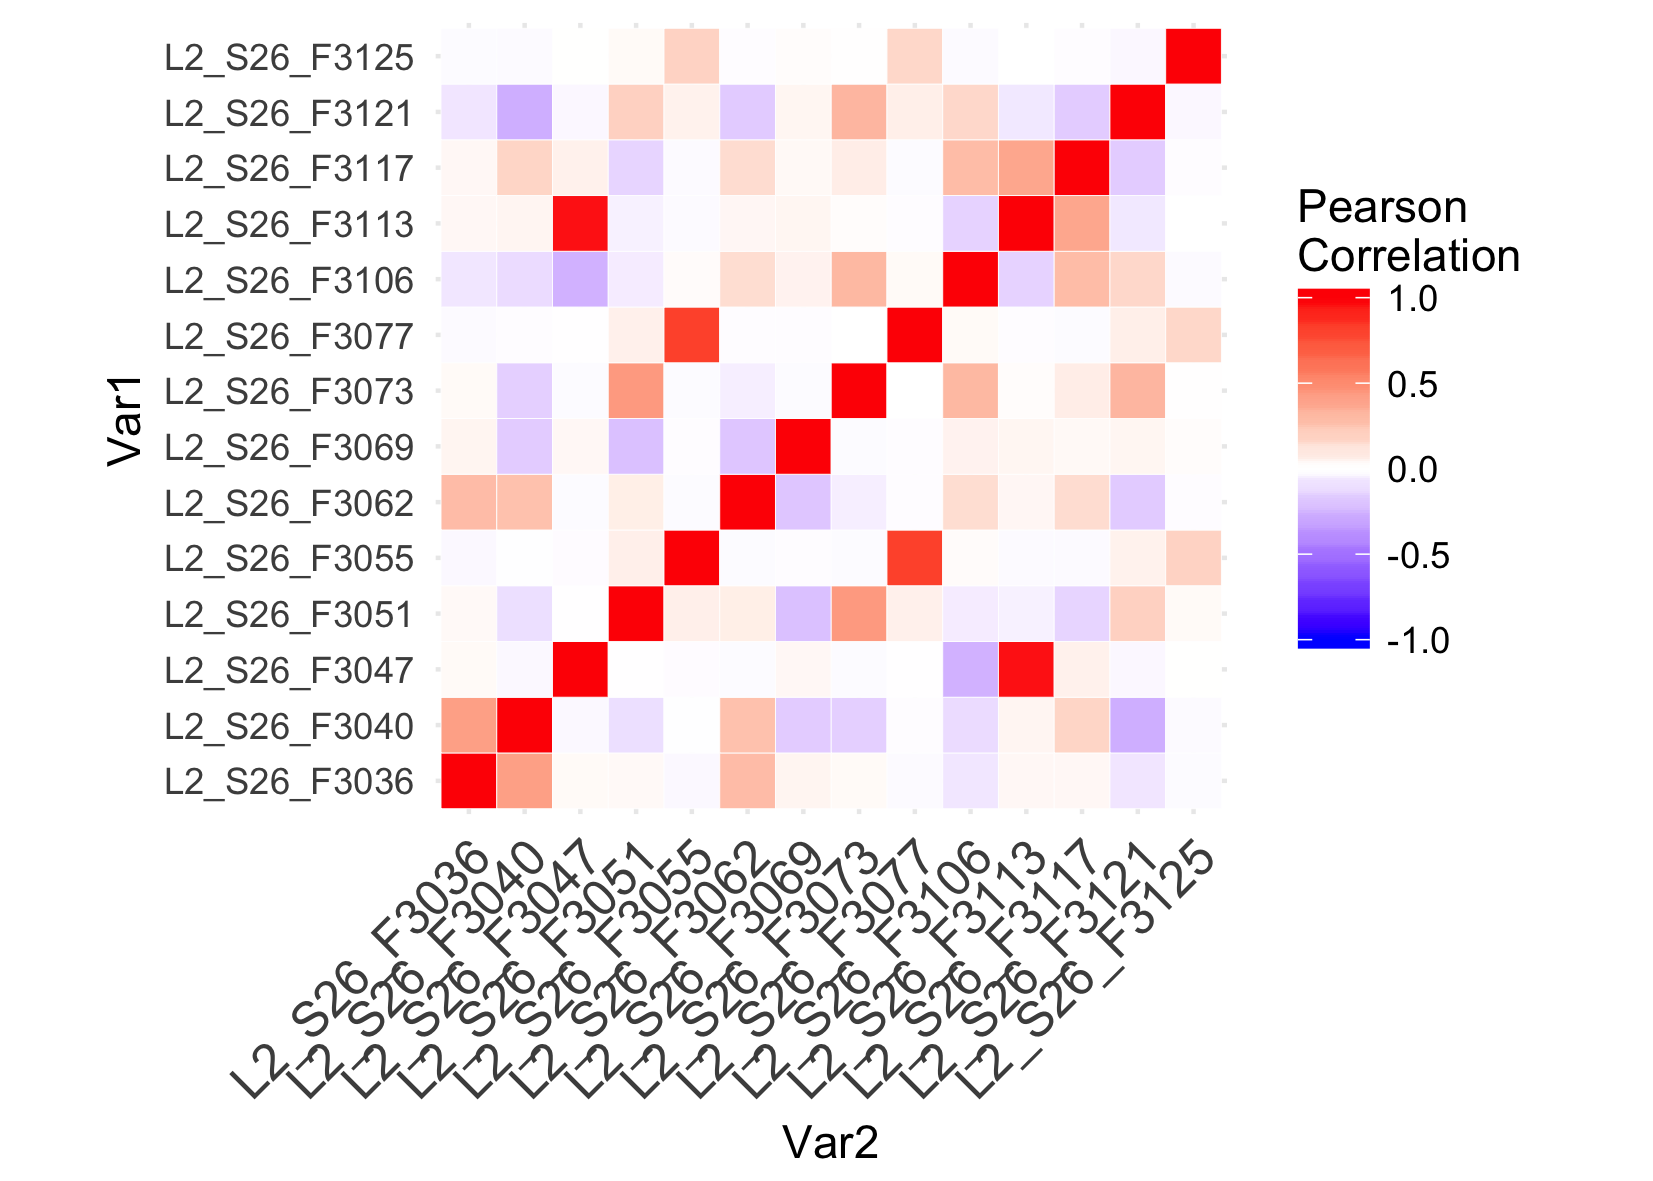 L2_S26_F3125
L2_S26_F3121
L2_S26_F3117
L2_S26_F3113
L2_S26_F3106
L2_S26_F3077
L2_S26_F3073
L2_S26_F3069
L2_S26_F3062
L2_S26_F3055
L2_S26_F3051
L2_S26_F3047
L2_S26_F3040
L2_S26_F3036
Var1
L2_S26_F3036
L2_S26_F3040
L2_S26_F3047
L2_S26_F3051
L2_S26_F3055
L2_S26_F3062
L2_S26_F3069
L2_S26_F3073
L2_S26_F3077
L2_S26_F3106
L2_S26_F3113
L2_S26_F3117
L2_S26_F3121
L2_S26_F3125
Var2
Pearson
Correlation
1.0
0.5
0.0
-0.5
-1.0